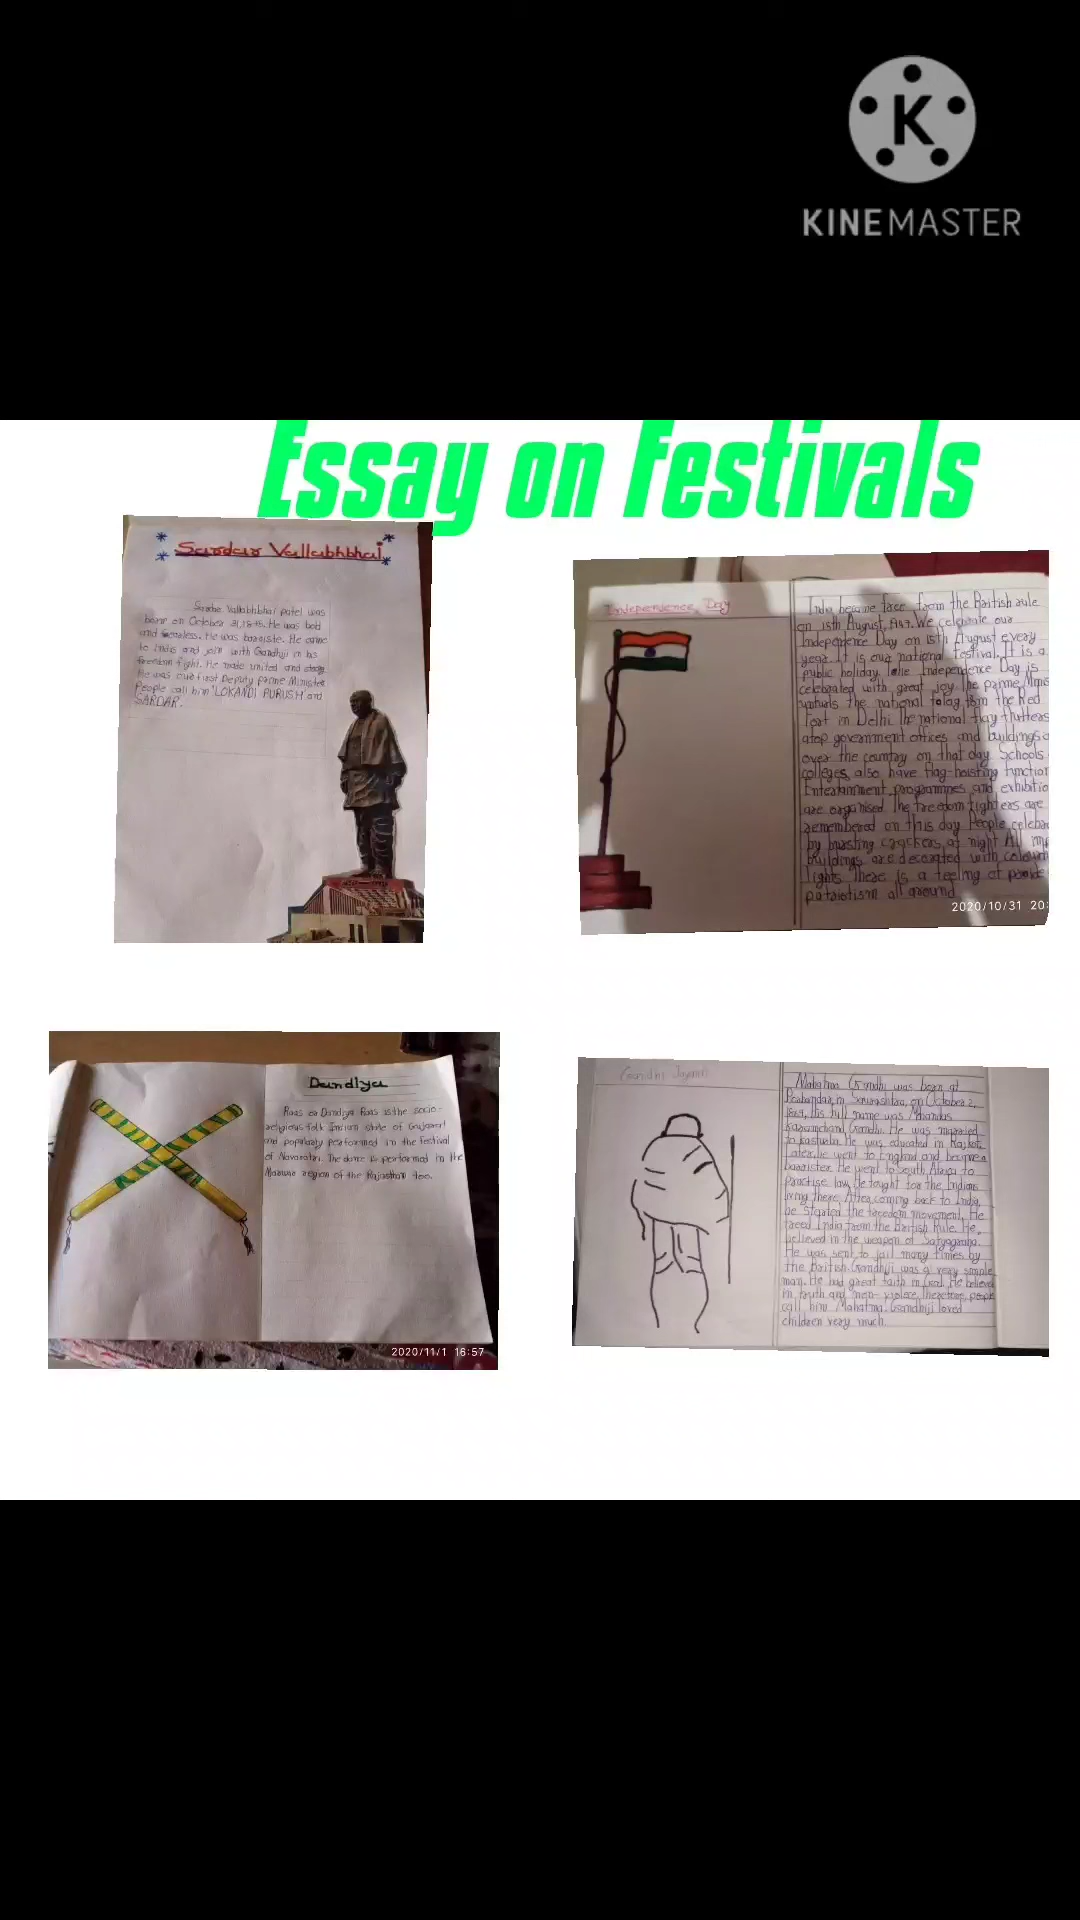 KINEMASTER
Essay on Festivals
Sardar Vallabhbhai
Sardar Vallabhbhai patel was
born on October 31,1875. He was bold
and fearless. He was barriste. He came
to India and join with Gandhiji in his
freedom fight. He made united and
He was our first Deputy prime Minister
People call him 'LOKANDI PURUSH' and
SARDAR.
Independence Day
India became free from the British rule
on 15th August, 1947. We celebrate our
Independence Day on 15th August every
year. It is our national festival. It is a
public holiday. The Independence Day is
celebrated with great joy. The prime Minis
unfurls the national from the Red
Fort in Delhi. The national flag flutters
atop government offices and buildings
over the country on that day. Schools
colleges also have flag-hoisting function
Entertainment programmes and exhibitio
are organised. The freedom fighters are
remembered on this day. People celebra
by bursting crackers at night. All
buildings are decorated with
lights. There is a feeling of
patriotism all around
2020/10/31 20:
Dandiya
Raas or Dandiya Raas is the socio-
religious folk Indian state of Gujarat
and popularly performed in the festival
of Navaratri. The dance is performed in the
Marwar region of the Rajasthan too.
2020/11/1 16:57
Gandhi Jayanti
Mahatma Gandhi was born at
Porbandar, in Saurashtra, on October 2,
1869. His full name was Mohandas
Karamchand Gandhi. He was married
to kasturba. He was educated in Rajkot.
Later, he went to England and became a
barrister. He went to South Africa to
practise law. He fought for the Indians
living there. After coming back to India,
he started the freedom movement. He
freed India from the British Rule. He
believed in the weapon of Satyagraha.
He was sent to jail many times by
the British. Gandhiji was a very simple
man. He had great faith in God. He believe
in truth and non- Therefore, people
call him Mahatma. Gandhiji loved
children very much.